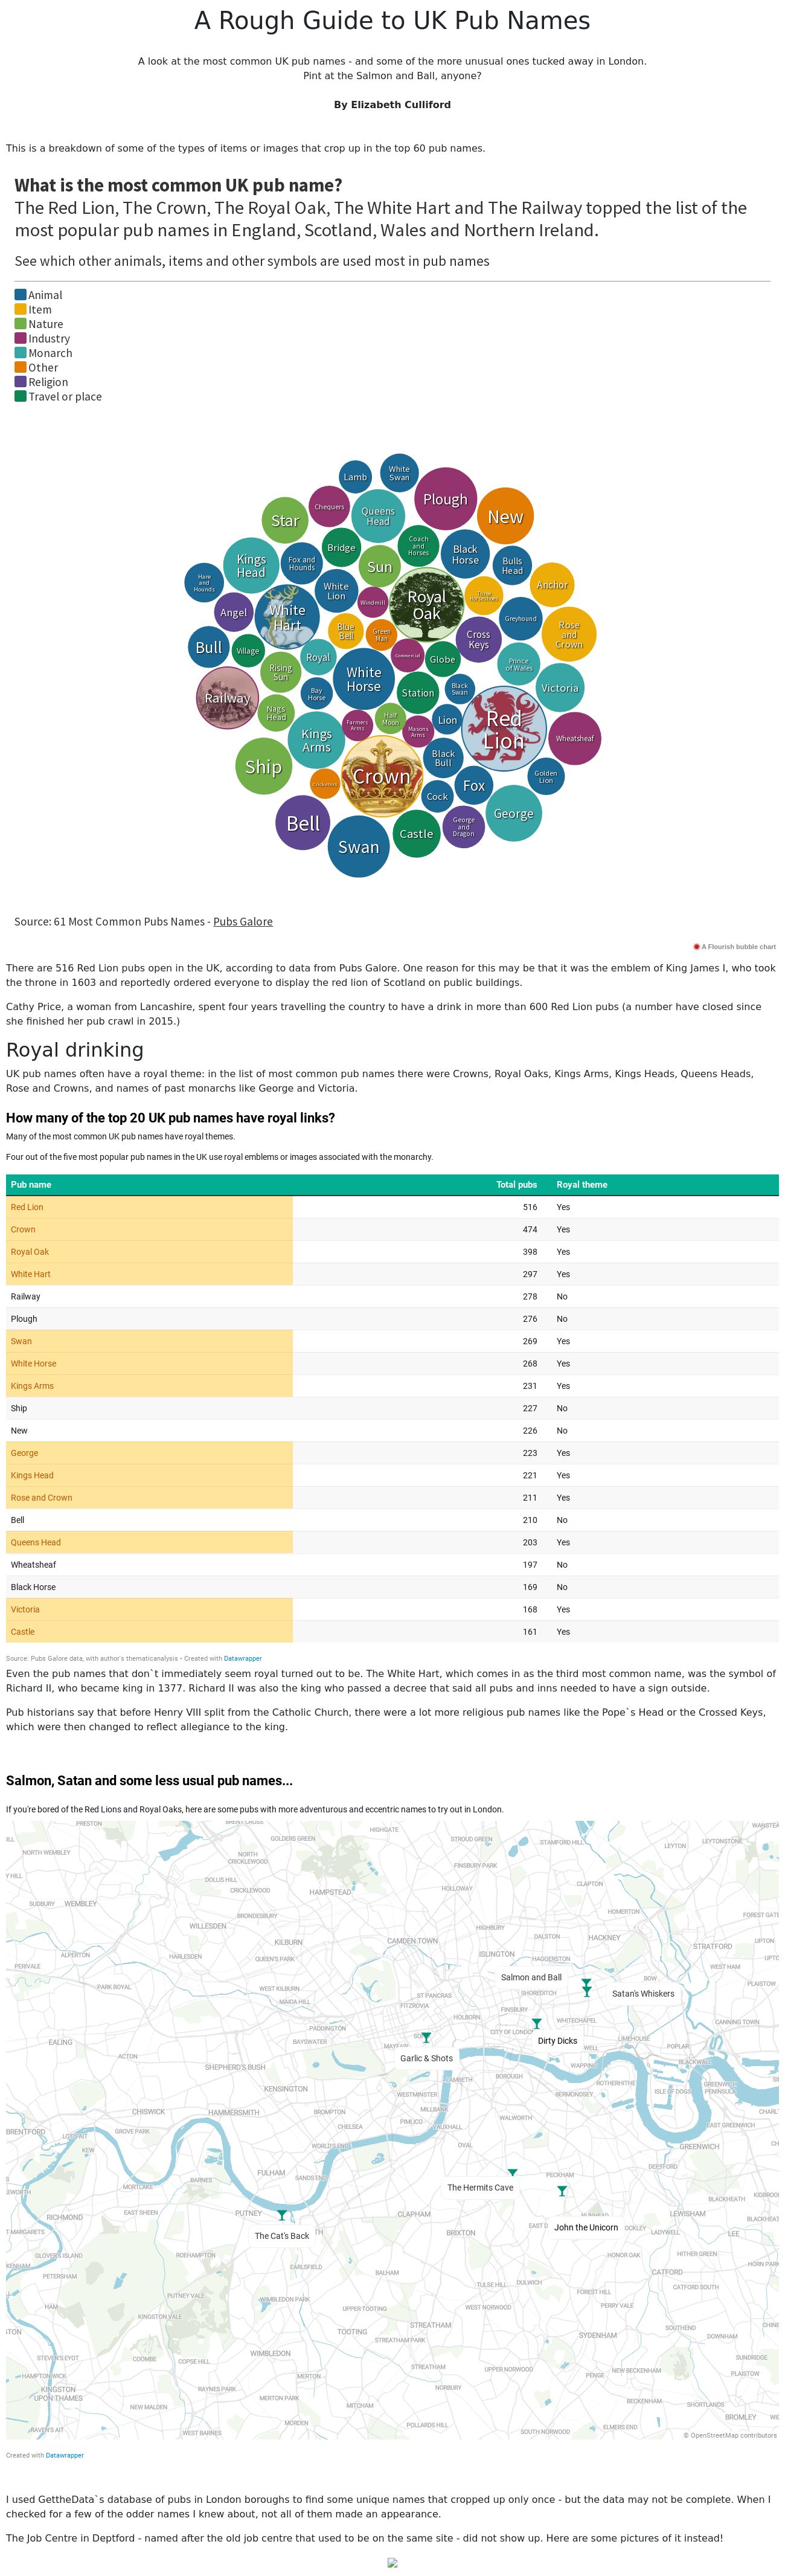 A Rough Guide to UK Pub Names
A look at the most common UK pub names - and some of the more unusual ones tucked away in London.
Pint at the Salmon and Ball, anyone?
By Elizabeth Culliford
This is a breakdown of some of the types of items or images that crop up in the top 60 pub names.
What is the most common UK pub name?
The Red Lion, The Crown, The Royal Oak, The White Hart and The Railway topped the list of the
most popular pub names in England, Scotland, Wales and Northern Ireland.
See which other animals, items and other symbols are used most in pub names
Animal
Item
Nature
Industry
Monarch
Other
Religion
Travel or place
Lamb
White
Swan
Plough
New
Chequers
Queens
Head
Star
Coach
and
Horses
Bridge
Black
Horse
Bulls
Head
Kings
Head
Fox and
Hounds
Sun
Hare
and
Hounds
White
Lion
Anchor
Three
Horseshoes
Windmill
Royal
Oak
Angel
White
Hart
Greyhound
Rose
and
Crown
Blue
Bell
Green
Man
Cross
Keys
Bull
Village
Royal
Commercial
Globe
Prince
of Wales
Rising
Sun
White
Horse
Victoria
Railway
Bay
Horse
Station
Black
Swan
Nags
Head
Half
Moon
Lion
Red
Lion
Farmers
Arms
Masons
Arms
Kings
Arms
Wheatsheaf
Ship
Black
Bull
Golden
Lion
Crown
Cricketers
Fox
Cock
George
Bell
George
and
Dragon
Castle
Swan
Source: 61 Most Common Pubs Names - Pubs Galore
A Flourish bubble chart
There are 516 Red Lion pubs open in the UK, according to data from Pubs Galore. One reason for this may be that it was the emblem of King James I, who took
the throne in 1603 and reportedly ordered everyone to display the red lion of Scotland on public buildings.
Cathy Price, a woman from Lancashire, spent four years travelling the country to have a drink in more than 600 Red Lion pubs (a number have closed since
she finished her pub crawl in 2015.)
Royal drinking
UK pub names often have a royal theme: in the list of most common pub names there were Crowns, Royal Oaks, Kings Arms, Kings Heads, Queens Heads,
Rose and Crowns, and names of past monarchs like George and Victoria.
How many of the top 20 UK pub names have royal links?
Many of the most common UK pub names have royal themes.
Four out of the five most popular pub names in the UK use royal emblems or images associated with the monarchy.
Pub name Total pubs Royal theme
Red Lion 516 Yes
Crown 474 Yes
Royal Oak 398 Yes
White Hart 297 Yes
Railway 278 No
Plough 276 No
Swan 269 Yes
White Horse 268 Yes
Kings Arms 231 Yes
Ship 227 No
New 226 No
George 223 Yes
Kings Head 221 Yes
Rose and Crown 211 Yes
Bell 210 No
Queens Head 203 Yes
Wheatsheaf 197 No
Black Horse 169 No
Victoria 168 Yes
Castle 161 Yes
Source: Pubs Galore data, with author's thematicanalysis • Created with Datawrapper
Even the pub names that don`t immediately seem royal turned out to be. The White Hart, which comes in as the third most common name, was the symbol of
Richard II, who became king in 1377. Richard II was also the king who passed a decree that said all pubs and inns needed to have a sign outside.
Pub historians say that before Henry VIII split from the Catholic Church, there were a lot more religious pub names like the Pope`s Head or the Crossed Keys,
which were then changed to reflect allegiance to the king.
Salmon, Satan and some less usual pub names...
If you're bored of the Red Lions and Royal Oaks, here are some pubs with more adventurous and eccentric names to try out in London.
PRESTON
HIGHGATE
GOLDERS GREEN
STROUD GREEN
STAMFORD HILL
LEYTON
LEYTONSTONE
NORTH WEMBLEY
NORTH
CRICKLEWOOD
FINSBURY PARK
DOLLIS HILL
CRICKLEWOOD
HAMPSTEAD
HOLLOWAY
CLAPTON
SUDBURY
WEMBLEY
HOMERTON
BRONDESBURY
WILLESDEN
HIGHBURY
KILBURN
CAMDEN TOWN
DALSTON
HACKNEY
STRATFORD
UPTON
ALPERTON
HARLESDEN
QUEEN'S PARK
ISLINGTON
HAGGERSTON
PERIVALE
WEST HAM
PARK ROYAL
WEST KILBURN
MAIDA HILL
Salmon and Ball
BOW
PLAISTOW
ST PANCRAS
FITZROVIA
SHOREDITCH
Satan's Whiskers
HOLBORN
FINSBURY
WHITECHAPEL
CANNING TOWN
PADDINGTON
BAYSWATER
CITY OF LONDON
Dirty Dicks
LIMEHOUSE
POPLAR
EALING
ACTON
Garlic & Shots
WAPPING
BLACKWALL
SHEPHERD'S BUSH
BOROUGH
ROTHERHITHE
KENSINGTON
WESTMINSTER
BERMONDSEY
ISLE OF DOGS
GREENWICH
PENINSULA
CHISWICK
HAMMERSMITH
BROMPTON
MILLBANK
PIMLICO
WALWORTH
CHELSEA
VAUXHALL
EAST GREENWICH
BRENTFORD
GROVE PARK
KEW
WORLD'S END
OVAL
GREENWICH
BARNES
FULHAM
SANDS END
DEPTFORD
The Hermits Cave
PECKHAM
MORTLAKE
BLACKHEATH
RICHMOND
EAST SHEEN
PUTNEY
The Cat's Back
CLAPHAM
BRIXTON
John the Unicorn
LADYWELL
LEWISHAM
LEE
ROEHAMPTON
EARLSFIELD
HONOR OAK
HITHER GREEN
PETERSHAM
BALHAM
CATFORD
TULSE HILL
DULWICH
FOREST HILL
CATFORD SOUTH
HAM
PUTNEY VALE
WIMBLEDON PARK
UPPER TOOTING
WEST NORWOOD
PERRY VALE
KINGSTON VALE
TOOTING
STREATHAM
STREATHAM PARK
SYDENHAM
SOUTHEND
DOWNHAM
COOMBE
COPSE HILL
WIMBLEDON
STREATHAM
UPPER NORWOOD
PENGE
NEW BECKENHAM
PLAISTOW
KINGSTON
UPON THAMES
RAYNES PARK
MERTON
NORBURY
MERTON PARK
BECKENHAM
SHORTLANDS
NEW MALDEN
MITCHAM
MORDEN
POLLARDS HILL
BROMLEY
WEST BARNES
SOUTH NORWOOD
ELMERS END
© OpenStreetMap contributors
Created with Datawrapper
I used GettheData`s database of pubs in London boroughs to find some unique names that cropped up only once - but the data may not be complete. When I
checked for a few of the odder names I knew about, not all of them made an appearance.
The Job Centre in Deptford - named after the old job centre that used to be on the same site - did not show up. Here are some pictures of it instead!